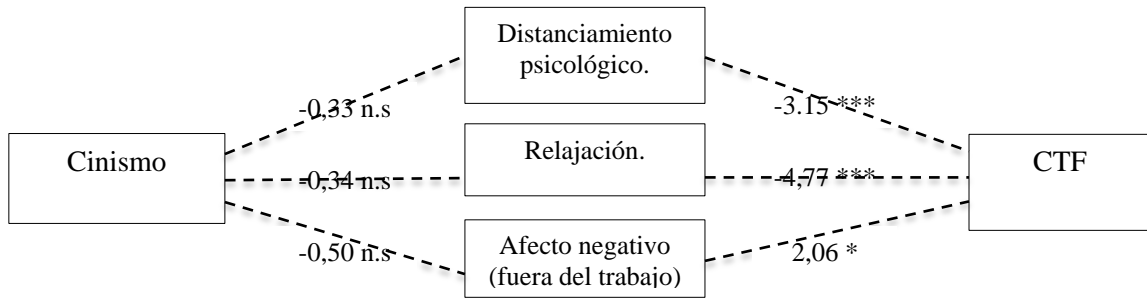 Distanciamiento
psicológico.
-0,33 n.s
-3.15 ***
Cinismo
Relajación.
CTF
-0,34 n.s
-4,77 ***
-0,50 n.s
Afecto negativo
(fuera del trabajo)
2,06 *